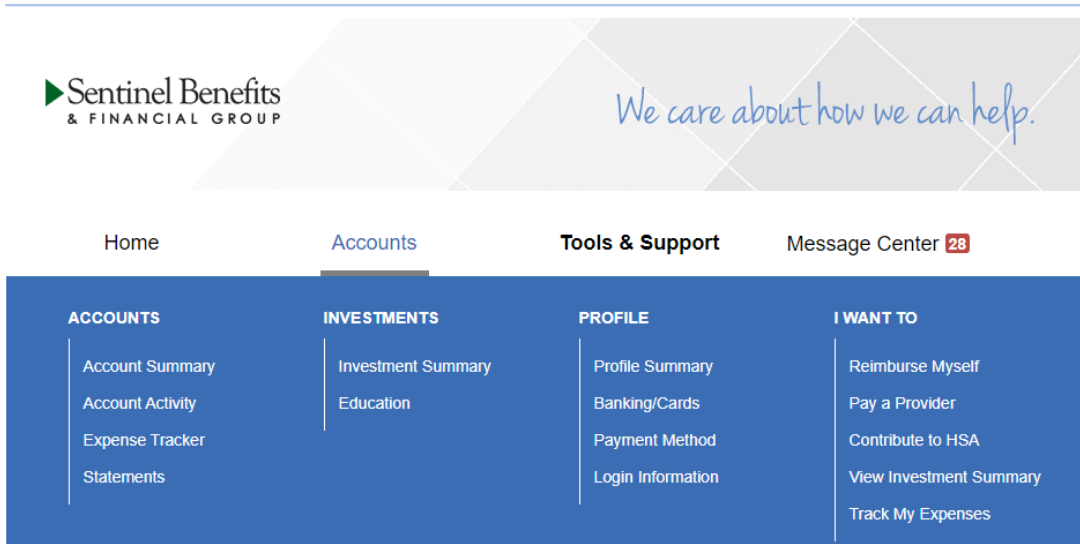 Sentinel Benefits
& FINANCIAL GROUP
We care about how we can help.
Home
Accounts
Tools & Support
Message Center 28
ACCOUNTS
Account Summary
Account Activity
Expense Tracker
Statements
INVESTMENTS
Investment Summary
Education
PROFILE
Profile Summary
Banking/Cards
Payment Method
Login Information
I WANT TO
Reimburse Myself
Pay a Provider
Contribute to HSA
View Investment Summary
Track My Expenses